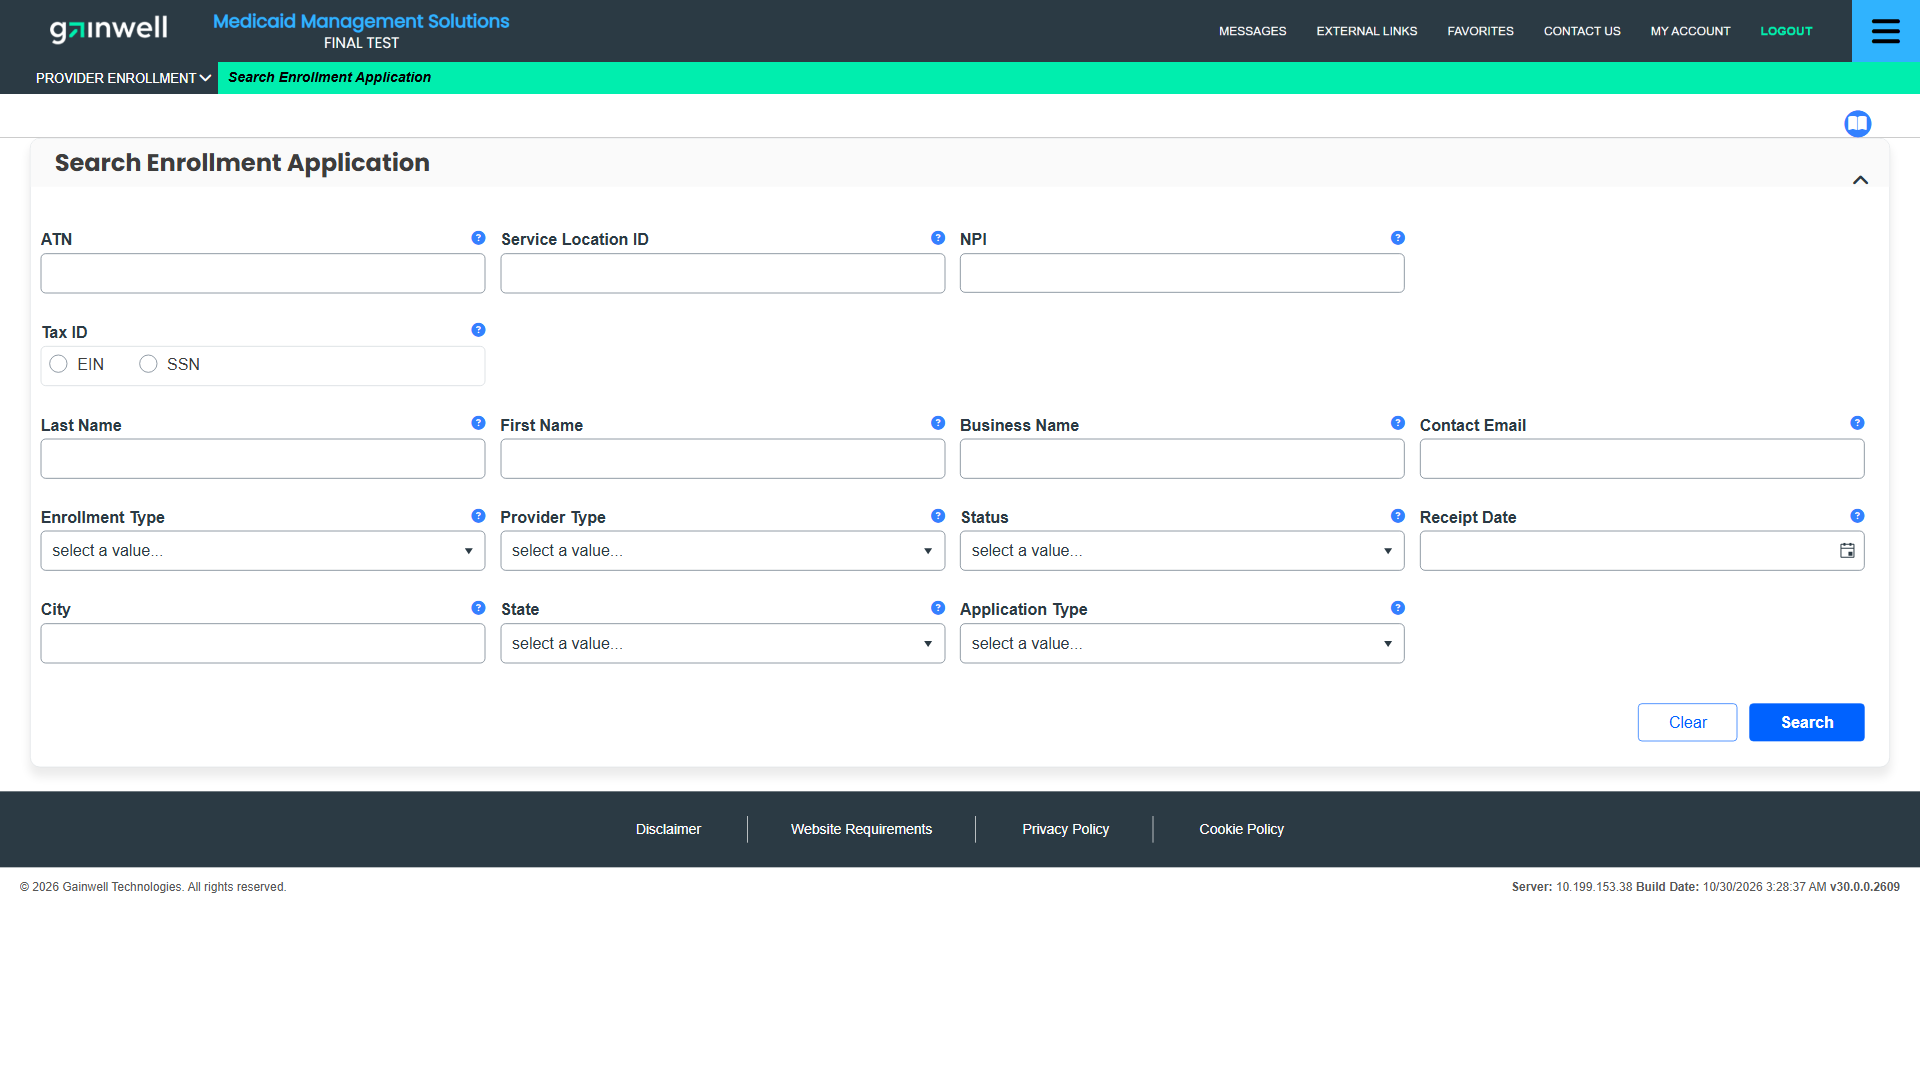 gainwell
Medicaid Management Solutions
FINAL TEST
MESSAGES EXTERNAL LINKS FAVORITES CONTACT US MY ACCOUNT LOGOUT
PROVIDER ENROLLMENT Search Enrollment Application
Search Enrollment Application
ATN ? Service Location ID ? NPI ?
Tax ID ?
EIN SSN
Last Name ? First Name ? Business Name ? Contact Email ?
Enrollment Type ? Provider Type ? Status ? Receipt Date ?
select a value... select a value... select a value...
City ? State ? Application Type ?
select a value... select a value...
Clear Search
Disclaimer Website Requirements Privacy Policy Cookie Policy
© 2026 Gainwell Technologies. All rights reserved. Server: 10.199.153.38 Build Date: 10/30/2026 3:28:37 AM v30.0.0.2609